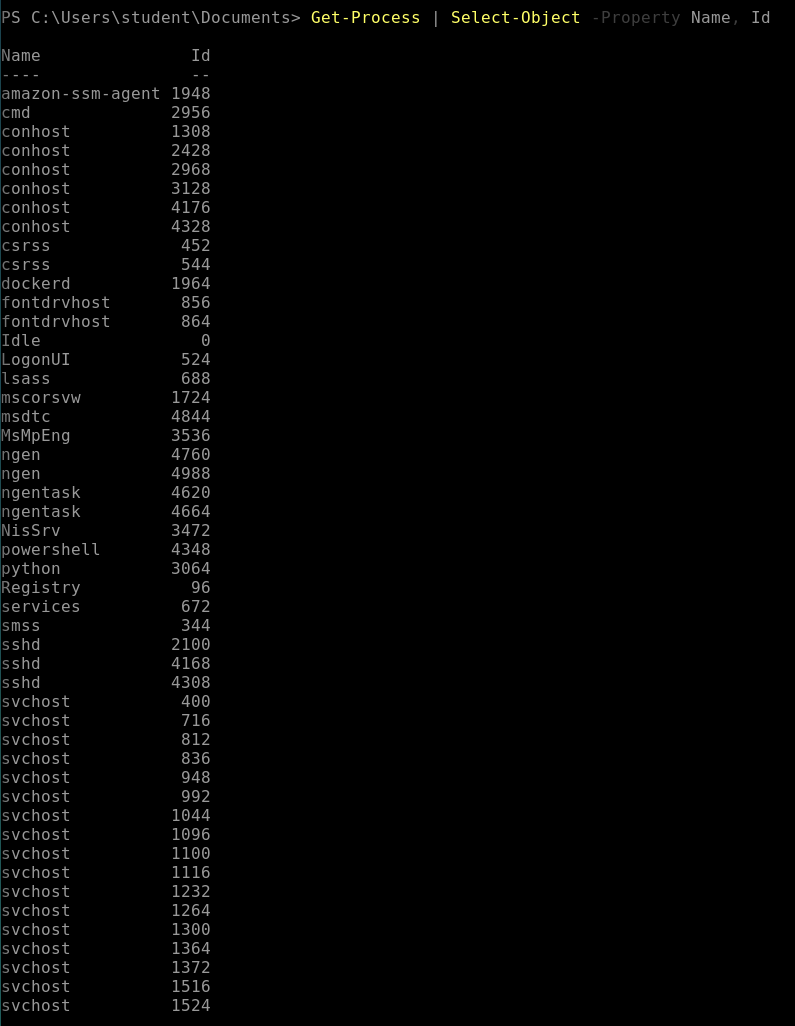 PS C:\Users\student\Documents> Get-Process | Select-Object -Property Name, Id
Name               Id
----               --
amazon-ssm-agent 1948
cmd              2956
conhost          1308
conhost          2428
conhost          2968
conhost          3128
conhost          4176
conhost          4328
csrss             452
csrss             544
dockerd          1964
fontdrvhost       856
fontdrvhost       864
Idle                0
LogonUI           524
lsass             688
mscorsvw         1724
msdtc            4844
MsMpEng          3536
ngen             4760
ngen             4988
ngentask         4620
ngentask         4664
NisSrv           3472
powershell       4348
python           3064
Registry           96
services          672
smss              344
sshd             2100
sshd             4168
sshd             4308
svchost           400
svchost           716
svchost           812
svchost           836
svchost           948
svchost           992
svchost          1044
svchost          1096
svchost          1100
svchost          1116
svchost          1232
svchost          1264
svchost          1300
svchost          1364
svchost          1372
svchost          1516
svchost          1524